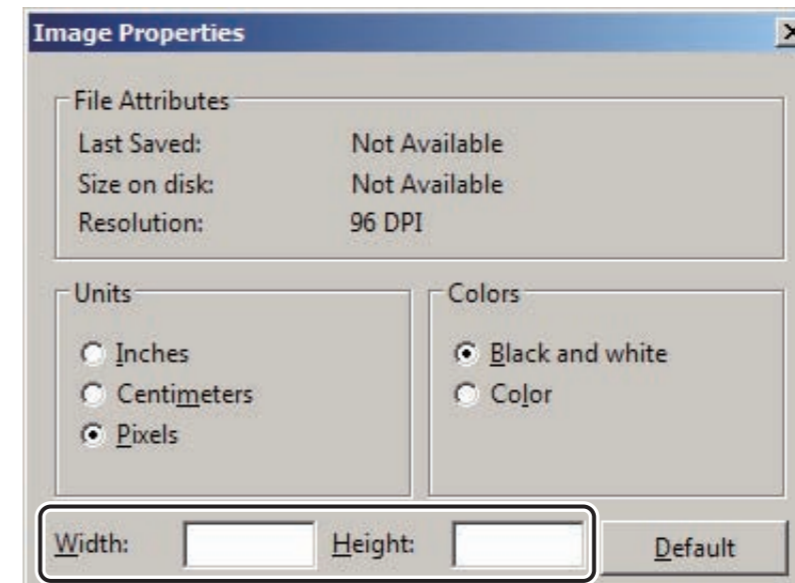 Image Properties
File Attributes
Last Saved: Not Available
Size on disk: Not Available
Resolution: 96 DPI
Units Colors
Inches Black and white
Centimeters Color
Pixels
Width: Height: Default